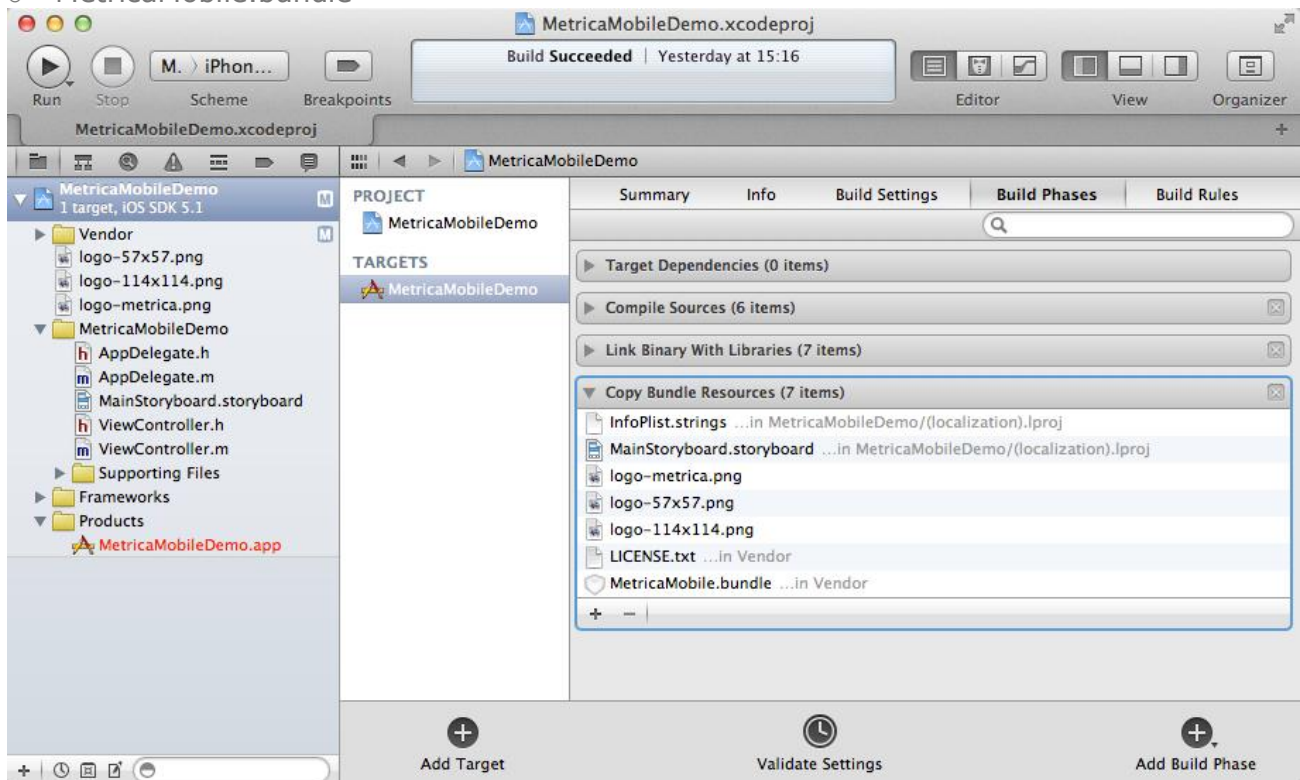 MetricaMobile.bundle
MetricaMobileDemo.xcodeproj
Build Succeeded | Yesterday at 15:16
M. iPhon...
Run Stop Scheme Breakpoints Editor View Organizer
MetricaMobileDemo.xcodeproj
MetricaMobileDemo
MetricaMobileDemo M
1 target, iOS SDK 5.1
Vendor M
logo-57x57.png
logo-114x114.png
logo-metrica.png
MetricaMobileDemo
h AppDelegate.h
m AppDelegate.m
MainStoryboard.storyboard
h ViewController.h
m ViewController.m
Supporting Files
Frameworks
Products
MetricaMobileDemo.app
PROJECT
MetricaMobileDemo
TARGETS
MetricaMobileDemo
Summary Info Build Settings Build Phases Build Rules
Target Dependencies (0 items)
Compile Sources (6 items)
Link Binary With Libraries (7 items)
Copy Bundle Resources (7 items)
InfoPlist.strings ...in MetricaMobileDemo/(localization).lproj
MainStoryboard.storyboard ...in MetricaMobileDemo/(localization).lproj
logo-metrica.png
logo-57x57.png
logo-114x114.png
LICENSE.txt ...in Vendor
MetricaMobile.bundle ...in Vendor
Add Target Validate Settings Add Build Phase